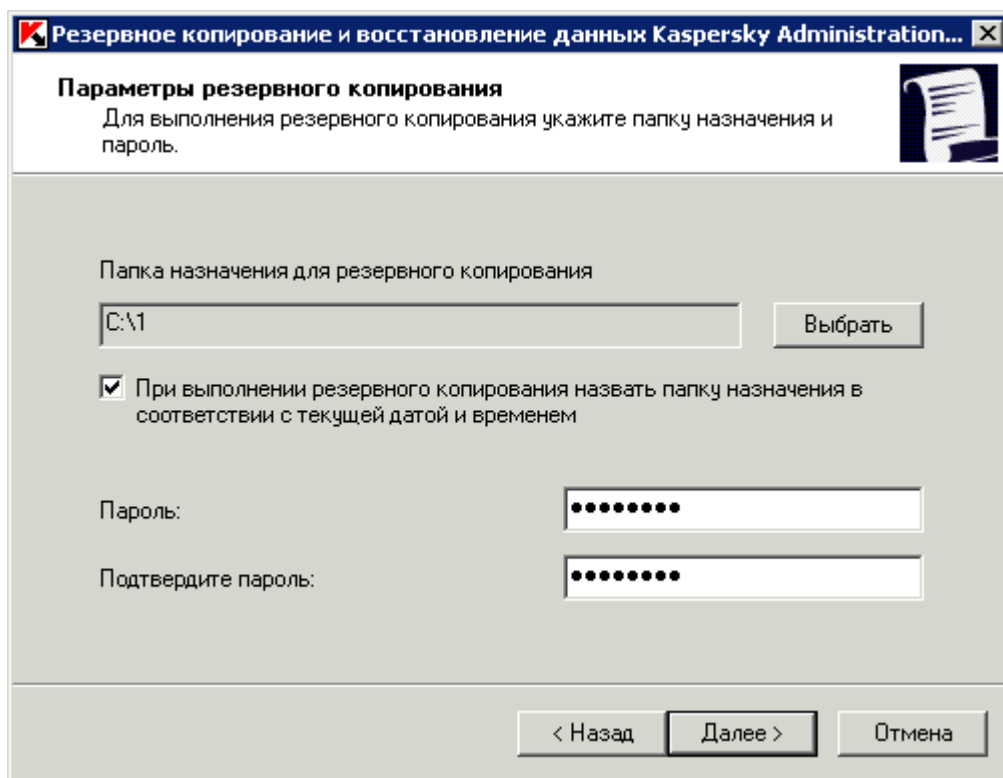 Резервное копирование и восстановление данных Kaspersky Administration...
Параметры резервного копирования
Для выполнения резервного копирования укажите папку назначения и
пароль.
Папка назначения для резервного копирования
C:\1
Выбрать
При выполнении резервного копирования назвать папку назначения в
соответствии с текущей датой и временем
Пароль:
••••••••
Подтвердите пароль:
••••••••
< Назад
Далее >
Отмена